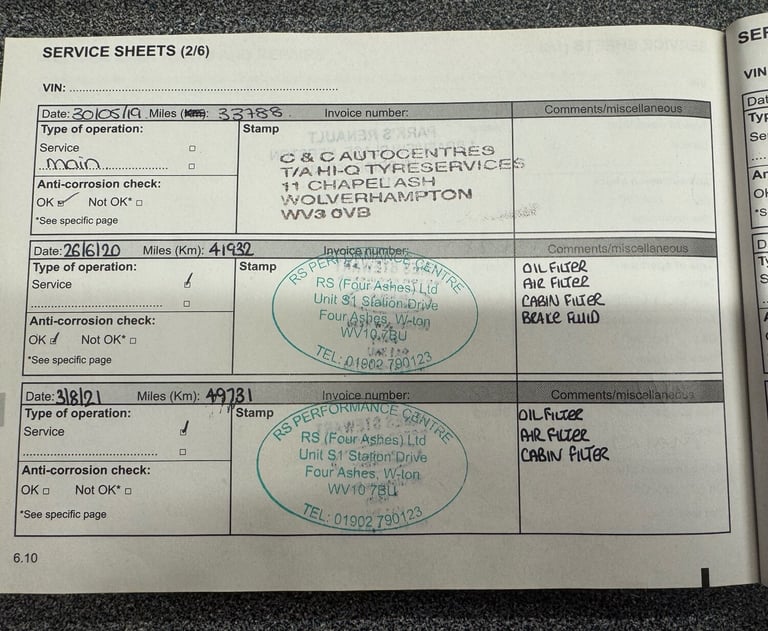 SERVICE SHEETS (2/6)
VIN:
Date: 30/05/19 Miles (Km): 33788 Invoice number:
Comments/miscellaneous
Type of operation:
Service
main
Anti-corrosion check:
OK Not OK*
*See specific page
Stamp
C & C AUTOCENTRES
T/A HI-Q TYRESERVICES
11 CHAPEL ASH
WOLVERHAMPTON
WV3 0VB
Date: 26/6/20 Miles (Km): 41932 Invoice number:
Comments/miscellaneous
Type of operation:
Service
Anti-corrosion check:
OK Not OK*
*See specific page
Stamp
RS PERFORMANCE CENTRE
RS (Four Ashes) Ltd
Unit S1 Station Drive
Four Ashes, W-ton
WV10 7BU
TEL: 01902 790123
OIL FILTER
AIR FILTER
CABIN FILTER
BRAKE FLUID
Date: 3/8/21 Miles (Km): 49731 Invoice number:
Comments/miscellaneous
Type of operation:
Service
Anti-corrosion check:
OK Not OK*
*See specific page
Stamp
RS PERFORMANCE CENTRE
RS (Four Ashes) Ltd
Unit S1 Station Drive
Four Ashes, W-ton
WV10 7BU
TEL: 01902 790123
OIL FILTER
AIR FILTER
CABIN FILTER
6.10
VIN